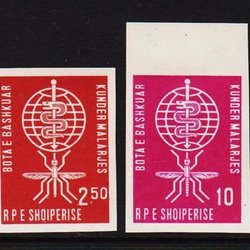 BOTA E BASHKUAR
KUNDER MALARJES
2.50
R P E SHQIPERISE
BOTA E BASHKUAR
KUNDER MALARJES
10
R P E SHQIPERISE